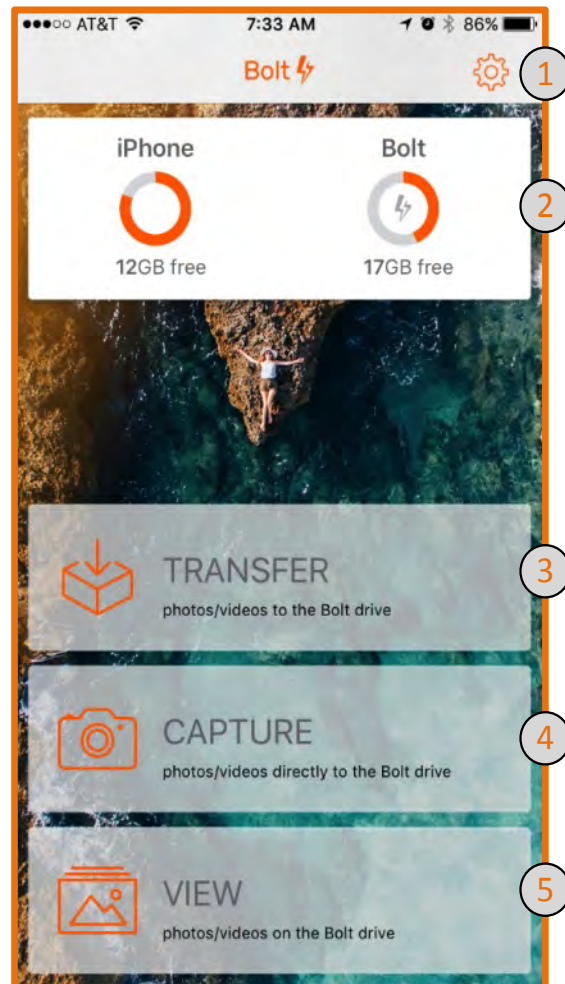 AT&T 7:33 AM 86%
Bolt
1
iPhone Bolt
2
12GB free 17GB free
TRANSFER
3
photos/videos to the Bolt drive
CAPTURE
4
photos/videos directly to the Bolt drive
VIEW
5
photos/videos on the Bolt drive